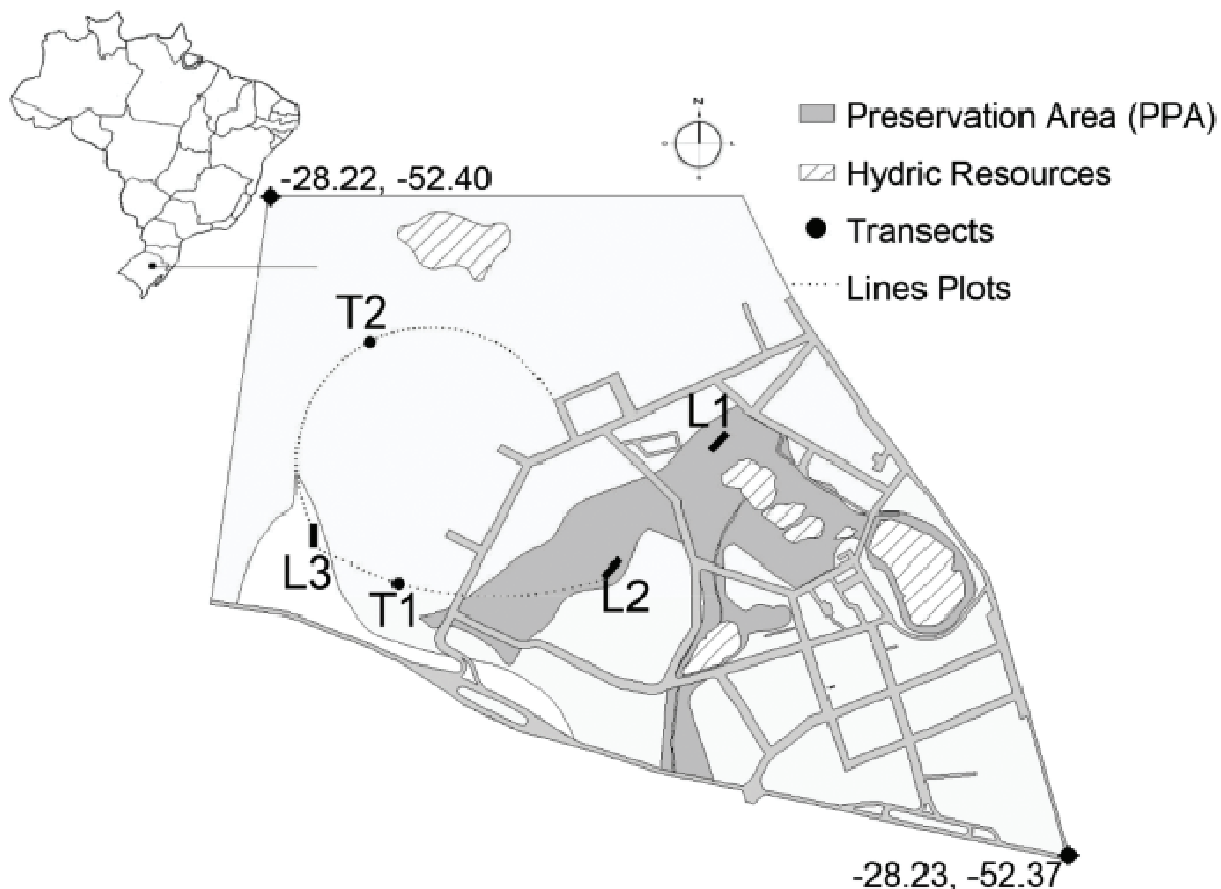 N
Preservation Area (PPA)
Hydric Resources
Transects
Lines Plots
-28.22, -52.40
T2
L1
L3
T1
L2
-28.23, -52.37